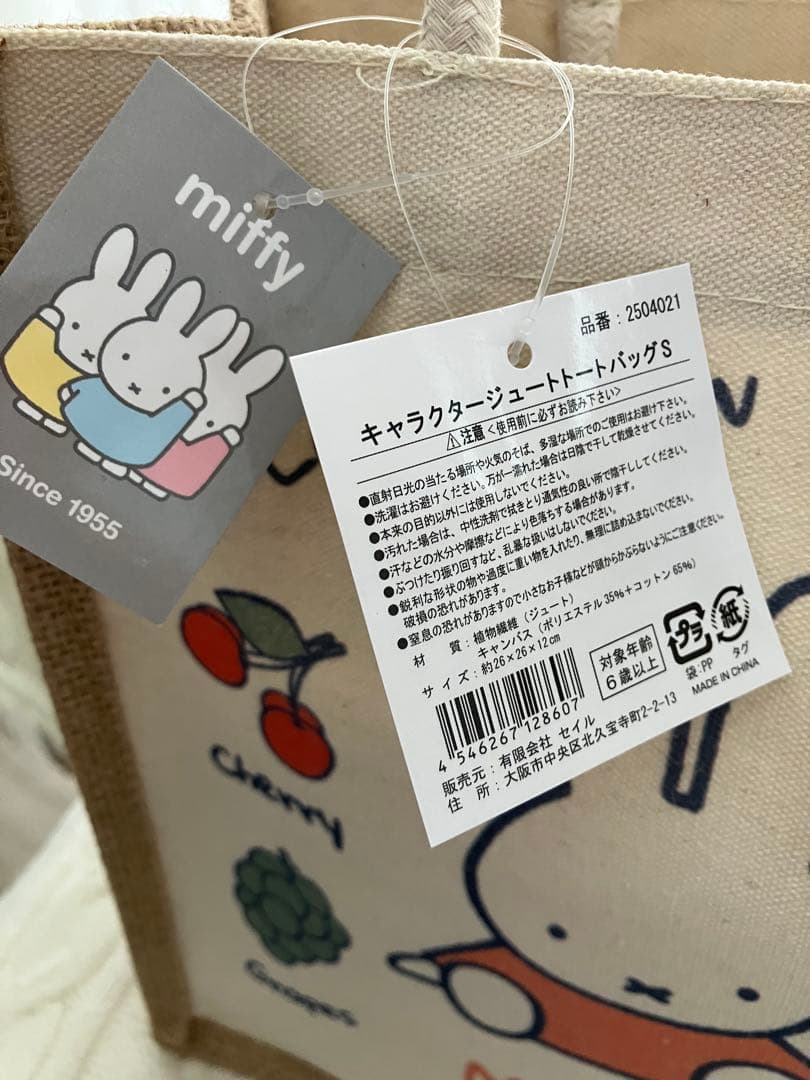 miffy
Since 1955
品番：2504021
キャラクタージュートトートバッグS
⚠注意＜使用前に必ずお読み下さい＞
●直射日光の当たる場所や火気のそば、多湿な場所でのご使用はお避け下さい。
●洗濯はお避けください。万が一濡れた場合は日陰で干して乾燥させてください。
●本来の目的以外には使用しないでください。
●汚れた場合は、中性洗剤で拭きとり通気性の良い所で陰干ししてください。
●汗などの水分や摩擦などにより色落ちする場合があります。
●ぶつけたり振り回すなど、乱暴な扱いはしないでください。
●鋭利な形状の物や過度に重い物を入れたり、無理に詰め込まないでください。
破損の恐れがあります。
●窒息の恐れがありますので小さなお子様などが頭からかぶらないようにご注意ください。
材　質：植物繊維（ジュート）
キャンバス（ポリエステル35%＋コットン65%）
サイズ：約26×26×12cm
対象年齢
6歳以上
プラ
紙
袋:PP
タグ
MADE IN CHINA
4 546267 128607
販売元：有限会社 セイル
住　所：大阪市中央区北久宝寺町2-2-13
cherry
Grapes